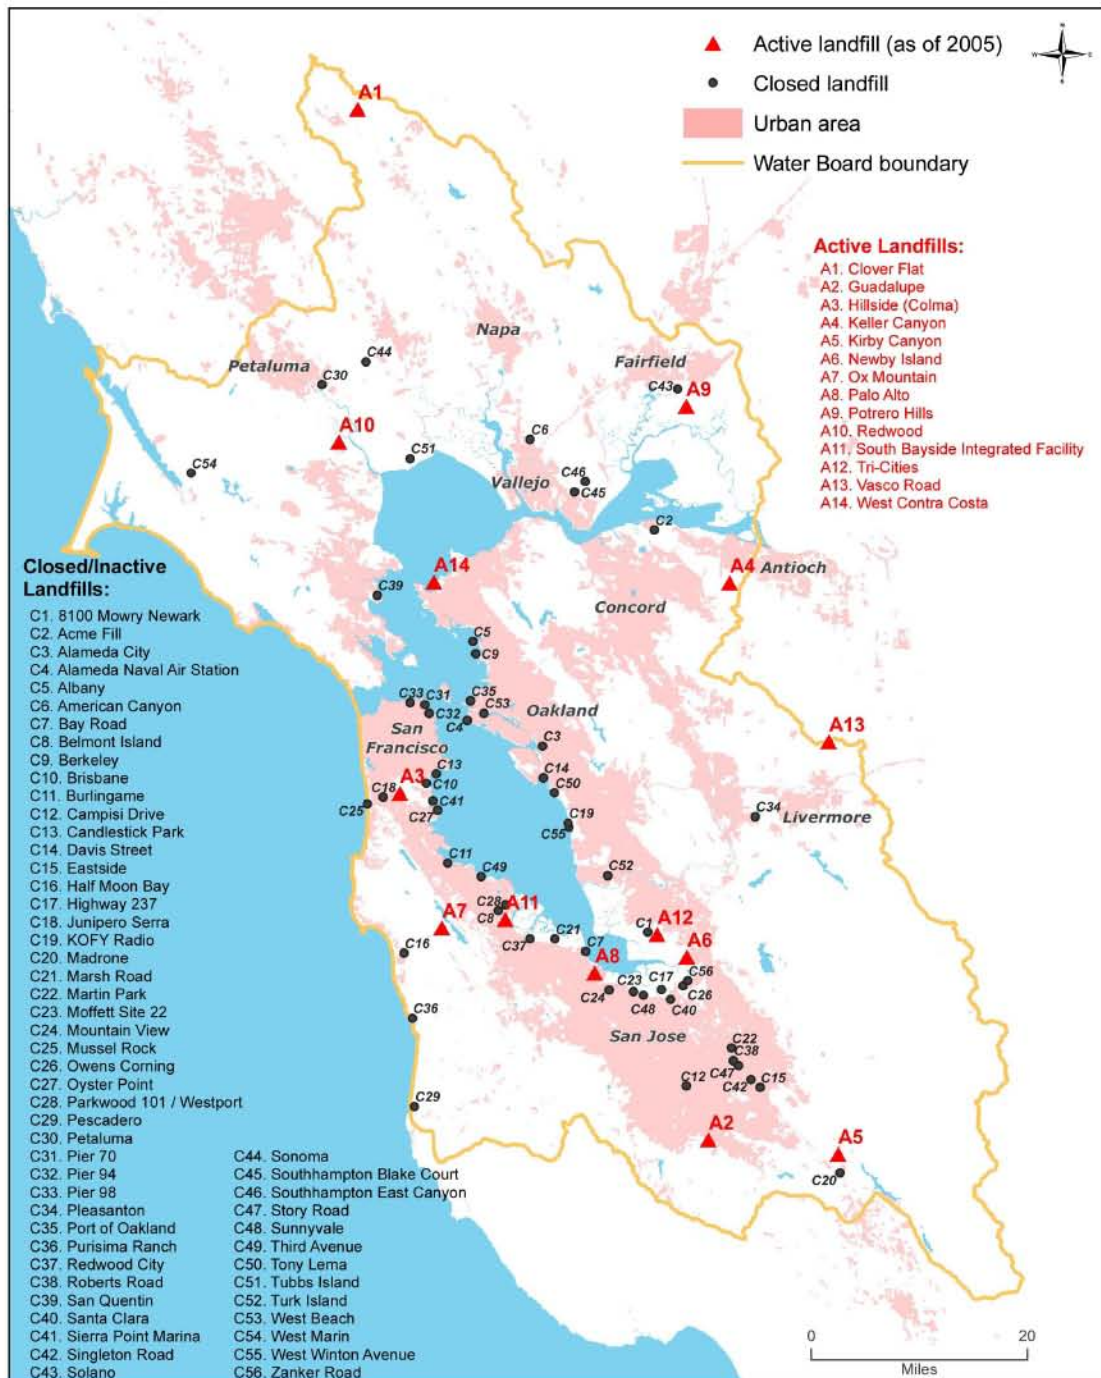 Active landfill (as of 2005)
Closed landfill
Urban area
Water Board boundary
N
W
E
S
Active Landfills:
A1. Clover Flat
A2. Guadalupe
A3. Hillside (Colma)
A4. Keller Canyon
A5. Kirby Canyon
A6. Newby Island
A7. Ox Mountain
A8. Palo Alto
A9. Potrero Hills
A10. Redwood
A11. South Bayside Integrated Facility
A12. Tri-Cities
A13. Vasco Road
A14. West Contra Costa
A1
Napa
C44
Petaluma
C30
Fairfield
C43
A9
A10
C6
C51
C54
C46
Vallejo
C45
C2
A14
A4
Antioch
C39
Concord
C5
C9
C33
C31
C35
C53
C32
C4
Oakland
San
Francisco
C3
A13
C13
C14
A3
C10
C18
C50
C25
C41
C27
C34
Livermore
C19
C55
C11
C49
C52
C28
A11
C8
A7
C1
A12
C37
C21
C16
C7
A6
A8
C56
C17
C23
C24
C26
C48
C40
C36
San Jose
C22
C38
C47
C12
C42
C15
C29
A2
A5
C20
Closed/Inactive
Landfills:
C1. 8100 Mowry Newark
C2. Acme Fill
C3. Alameda City
C4. Alameda Naval Air Station
C5. Albany
C6. American Canyon
C7. Bay Road
C8. Belmont Island
C9. Berkeley
C10. Brisbane
C11. Burlingame
C12. Campisi Drive
C13. Candlestick Park
C14. Davis Street
C15. Eastside
C16. Half Moon Bay
C17. Highway 237
C18. Junipero Serra
C19. KOFY Radio
C20. Madrone
C21. Marsh Road
C22. Martin Park
C23. Moffett Site 22
C24. Mountain View
C25. Mussel Rock
C26. Owens Corning
C27. Oyster Point
C28. Parkwood 101 / Westport
C29. Pescadero
C30. Petaluma
C31. Pier 70
C32. Pier 94
C33. Pier 98
C34. Pleasanton
C35. Port of Oakland
C36. Purisima Ranch
C37. Redwood City
C38. Roberts Road
C39. San Quentin
C40. Santa Clara
C41. Sierra Point Marina
C42. Singleton Road
C43. Solano
C44. Sonoma
C45. Southhampton Blake Court
C46. Southhampton East Canyon
C47. Story Road
C48. Sunnyvale
C49. Third Avenue
C50. Tony Lema
C51. Tubbs Island
C52. Turk Island
C53. West Beach
C54. West Marin
C55. West Winton Avenue
C56. Zanker Road
0
20
Miles